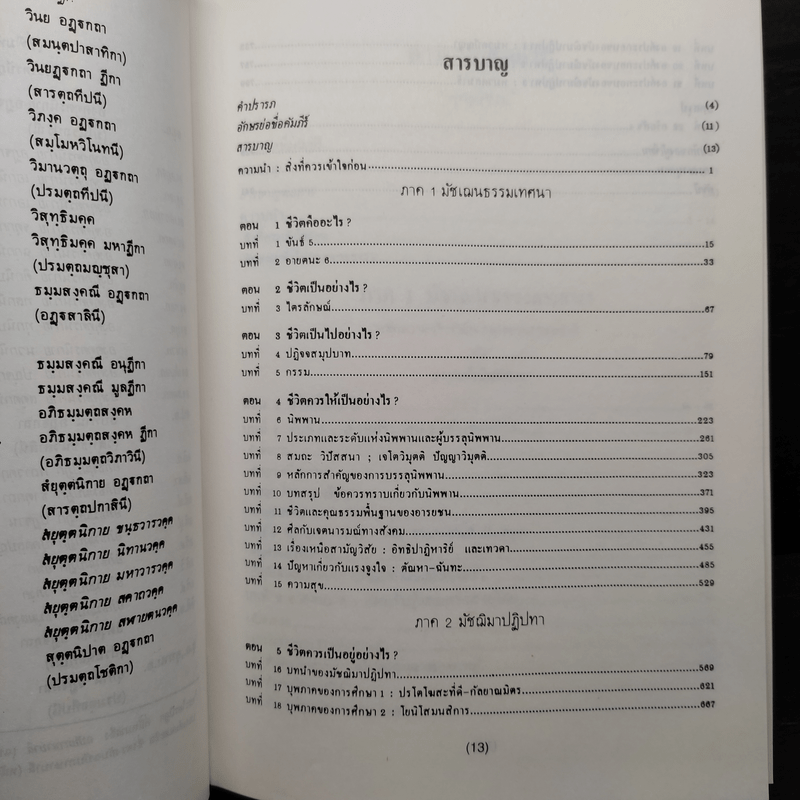 วินย อฏฺฐกถา
(สมนฺตปาสาทิกา)
วินยฏฺฐกถา ฏีกา
(สารตฺถทีปนี)
วิภงฺค อฏฺฐกถา
(สมฺโมหวิโนทนี)
วิมานวตฺถุ อฏฺฐกถา
(ปรมตฺถทีปนี)
วิสุทฺธิมคฺค
วิสุทฺธิมคฺค มหาฏีกา
(ปรมตฺถมญฺชุสา)
ธมฺมสงฺคณี อฏฺฐกถา
(อฏฺฐสาลินี)
ธมฺมสงฺคณี อนุฏีกา
ธมฺมสงฺคณี มูลฏีกา
อภิธมฺมตฺถสงฺคห
อภิธมฺมตฺถสงฺคห ฏีกา
(อภิธมฺมตฺถวิภาวินี)
สํยุตฺตนิกาย อฏฺฐกถา
(สารตฺถปกาสินี)
สํยุตฺตนิกาย ขนฺธวารวคฺค
สํยุตฺตนิกาย นิทานวคฺค
สํยุตฺตนิกาย มหาวารวคฺค
สํยุตฺตนิกาย สคาถวคฺค
สํยุตฺตนิกาย สฬายตนวคฺค
สุตฺตนิปาต อฏฺฐกถา
(ปรมตฺถโชติกา)
สารบาญ
คำปรารภ (4)
อักษรย่อชื่อคัมภีร์ (11)
สารบาญ (13)
ความนำ : สิ่งที่ควรเข้าใจก่อน 1
ภาค 1 มัชเฌนธรรมเทศนา
ตอน 1 ชีวิตคืออะไร ?
บทที่ 1 ขันธ์ 5 15
บทที่ 2 อายตนะ 6 33
ตอน 2 ชีวิตเป็นอย่างไร ?
บทที่ 3 ไตรลักษณ์ 67
ตอน 3 ชีวิตเป็นไปอย่างไร ?
บทที่ 4 ปฏิจจสมุปบาท 79
บทที่ 5 กรรม 151
ตอน 4 ชีวิตควรให้เป็นอย่างไร ?
บทที่ 6 นิพพาน 223
บทที่ 7 ประเภทและระดับแห่งนิพพานและผู้บรรลุนิพพาน 261
บทที่ 8 สมถะ วิปัสสนา ; เจโตวิมุตติ ปัญญาวิมุตติ 305
บทที่ 9 หลักการสำคัญของการบรรลุนิพพาน 323
บทที่ 10 บทสรุป ข้อควรทราบเกี่ยวกับนิพพาน 371
บทที่ 11 ชีวิตและคุณธรรมพื้นฐานของอารยชน 395
บทที่ 12 ศีลกับเจตนารมณ์ทางสังคม 431
บทที่ 13 เรื่องเหนือสามัญวิสัย : อิทธิปาฏิหาริย์ และเทวดา 455
บทที่ 14 ปัญหาเกี่ยวกับแรงจูงใจ : ตัณหา-ฉันทะ 485
บทที่ 15 ความสุข 529
ภาค 2 มัชฌิมาปฏิปทา
ตอน 5 ชีวิตควรเป็นอยู่อย่างไร ?
บทที่ 16 บทนำของมัชฌิมาปฏิปทา 569
บทที่ 17 บุพภาคของการศึกษา 1 : ปรโตโฆสะที่ดี-กัลยาณมิตร 621
บทที่ 18 บุพภาคของการศึกษา 2 : โยนิโสมนสิการ 667
(13)